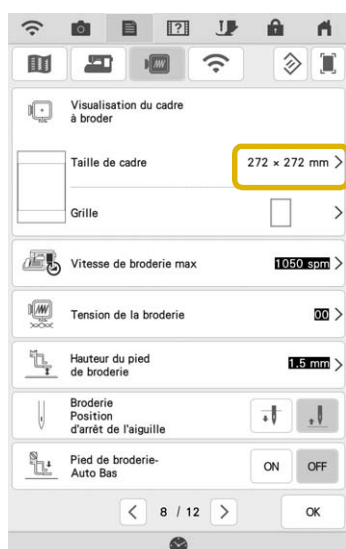 Visualisation du cadre
à broder
Taille de cadre 272 × 272 mm >
Grille >
Vitesse de broderie max 1050 spm >
Tension de la broderie 00 >
Hauteur du pied
de broderie 1.5 mm >
Broderie
Position
d'arrêt de l'aiguille
Pied de broderie-
Auto Bas ON OFF
< 8 / 12 > OK